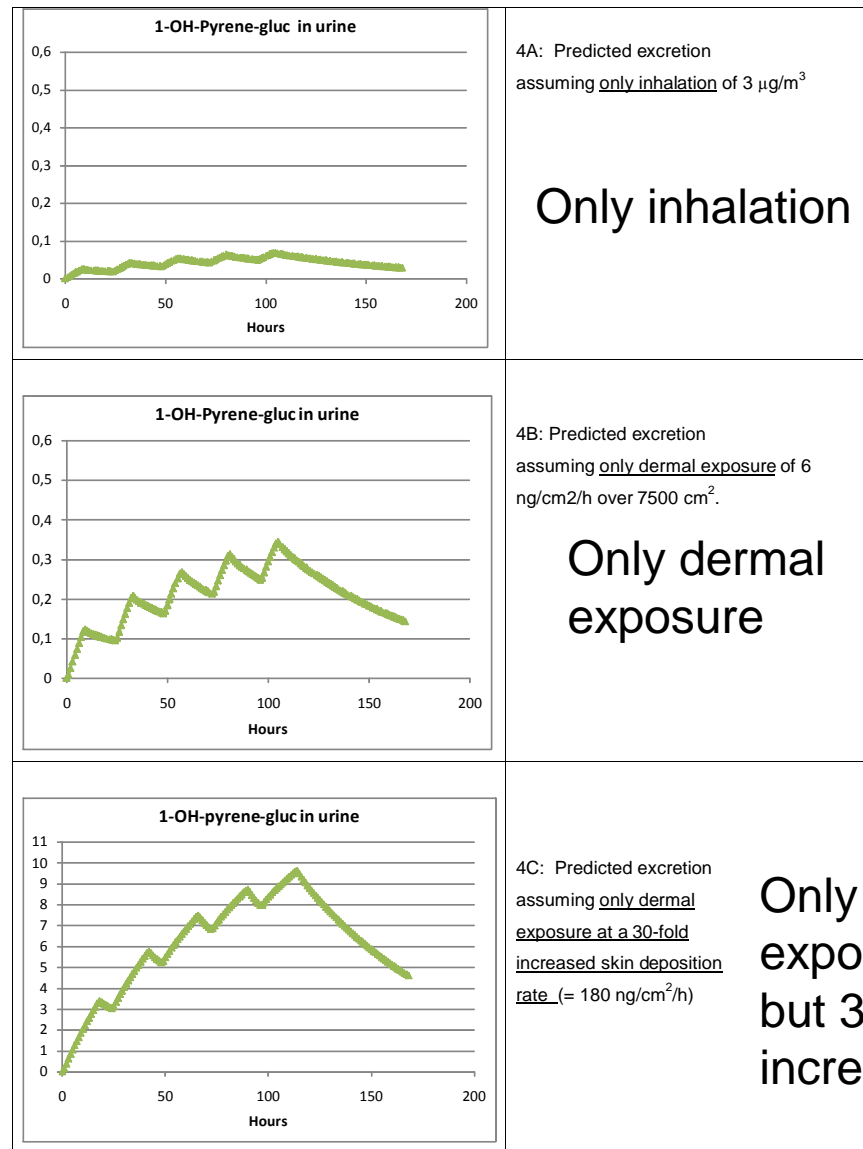 1-OH-Pyrene-gluc in urine
0,6
0,5
0,4
0,3
0,2
0,1
0
0 50 100 150 200
Hours
4A: Predicted excretion
assuming only inhalation of 3 µg/m³
Only inhalation
1-OH-Pyrene-gluc in urine
0,6
0,5
0,4
0,3
0,2
0,1
0
0 50 100 150 200
Hours
4B: Predicted excretion
assuming only dermal exposure of 6
ng/cm2/h over 7500 cm².
Only dermal
exposure
1-OH-pyrene-gluc in urine
11
10
9
8
7
6
5
4
3
2
1
0
0 50 100 150 200
Hours
4C: Predicted excretion
assuming only dermal
exposure at a 30-fold
increased skin deposition
rate (= 180 ng/cm²/h)
Only
expo
but 3
incre